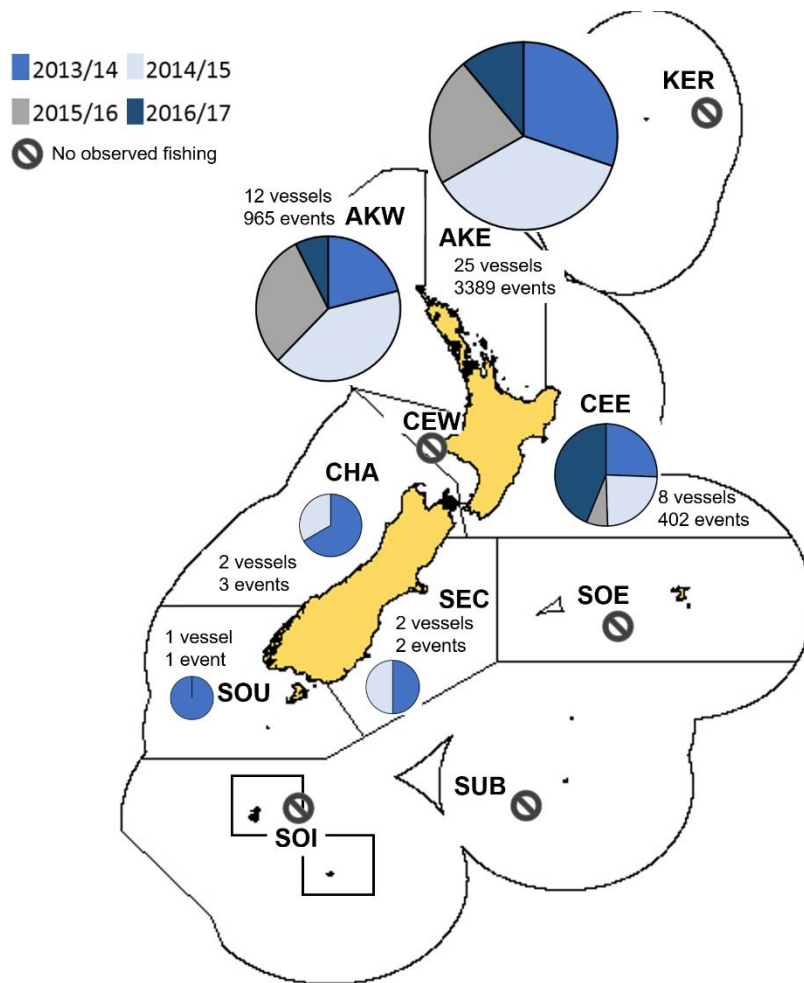 2013/14 2014/15
2015/16 2016/17
No observed fishing
KER
12 vessels
965 events
AKW
AKE
25 vessels
3389 events
CEW
CEE
8 vessels
402 events
CHA
2 vessels
3 events
SEC
2 vessels
2 events
SOE
1 vessel
1 event
SOU
SUB
SOI